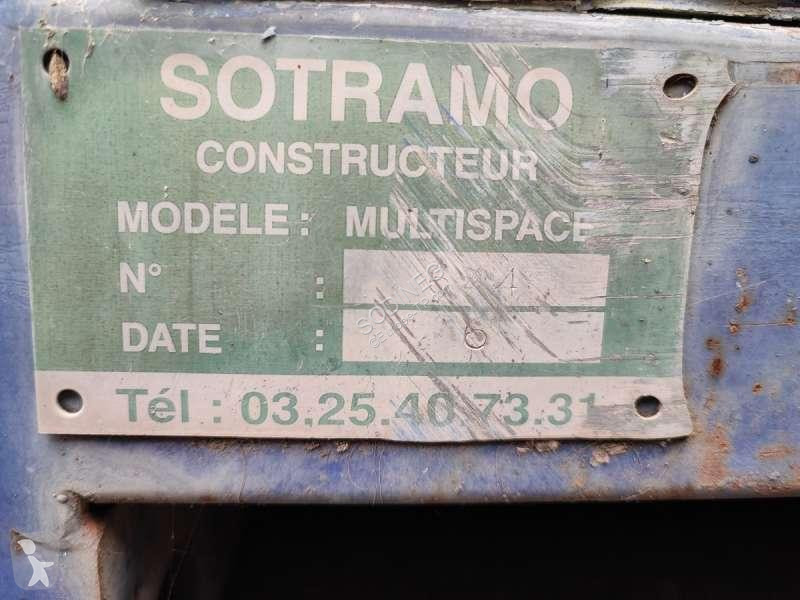 SOTRAMO
CONSTRUCTEUR
MODELE : MULTISPACE
N° :
DATE :
Tél : 03.25.40.73.31